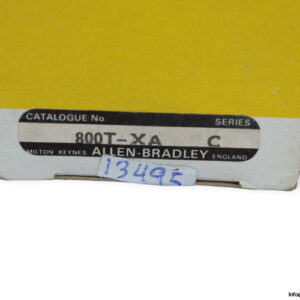 CATALOGUE No. SERIES
800T-XA C
MILTON KEYNES ALLEN-BRADLEY ENGLAND
13495